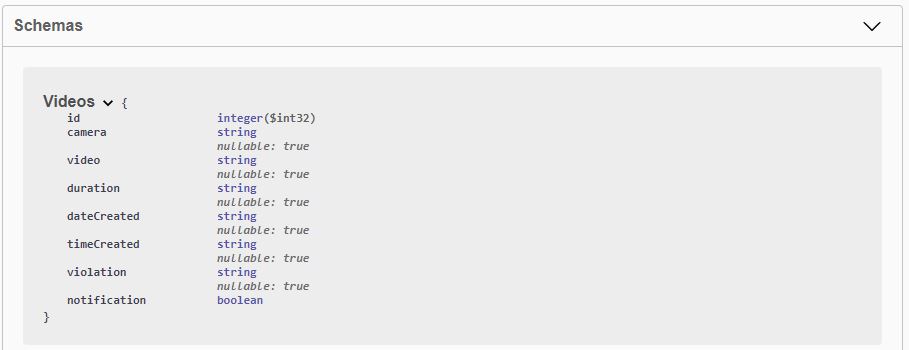 Schemas
Videos {
id integer($int32)
camera string
nullable: true
video string
nullable: true
duration string
nullable: true
dateCreated string
nullable: true
timeCreated string
nullable: true
violation string
nullable: true
notification boolean
}